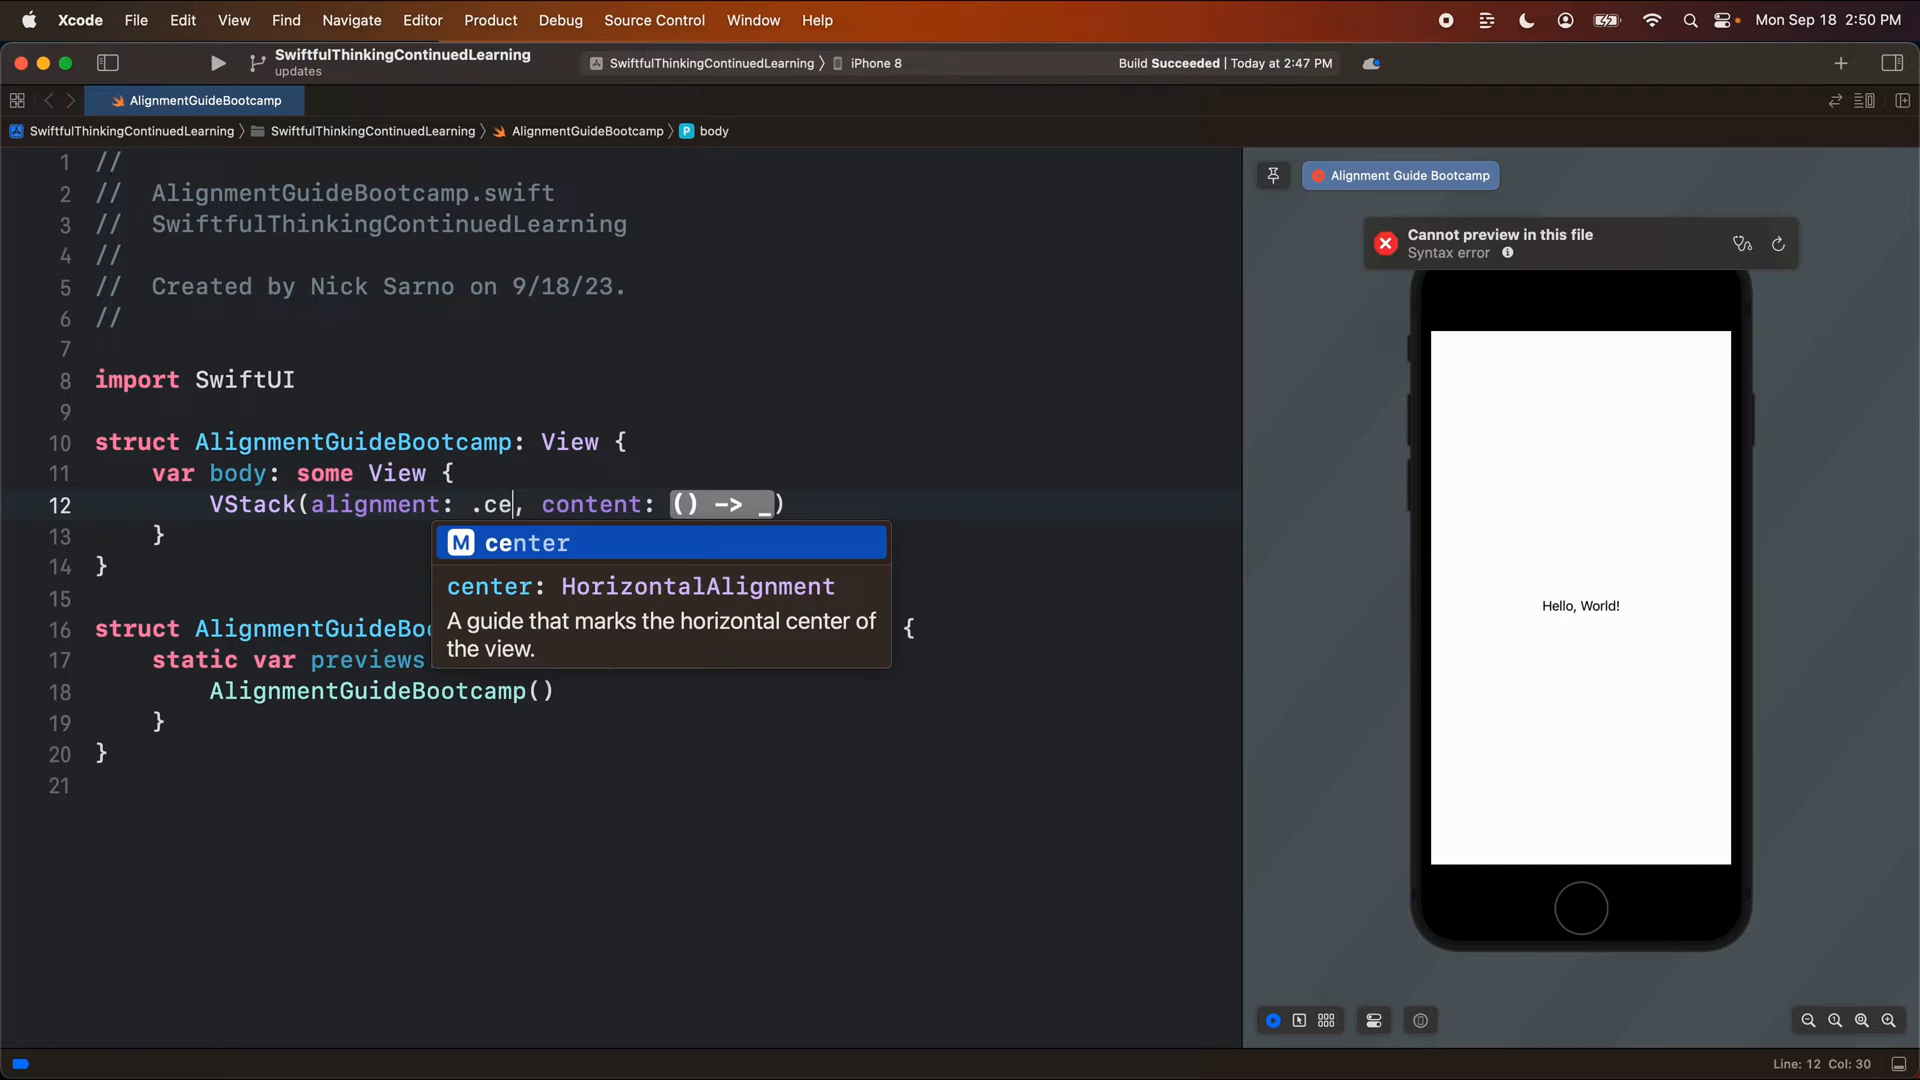 Xcode File Edit View Find Navigate Editor Product Debug Source Control Window Help Mon Sep 18 2:50 PM
SwiftfulThinkingContinuedLearning
updates
SwiftfulThinkingContinuedLearning 〉 iPhone 8
Build Succeeded | Today at 2:47 PM
AlignmentGuideBootcamp
SwiftfulThinkingContinuedLearning 〉 SwiftfulThinkingContinuedLearning 〉 AlignmentGuideBootcamp 〉 P body
1 //
2 // AlignmentGuideBootcamp.swift
3 // SwiftfulThinkingContinuedLearning
4 //
5 // Created by Nick Sarno on 9/18/23.
6 //
7
8 import SwiftUI
9
10 struct AlignmentGuideBootcamp: View {
11 var body: some View {
12 VStack(alignment: .ce, content: () -> _)
13 }
14 }
15
16 struct AlignmentGuideBo {
17 static var previews
18 AlignmentGuideBootcamp()
19 }
20 }
21
M center
center: HorizontalAlignment
A guide that marks the horizontal center of
the view.
Alignment Guide Bootcamp
Cannot preview in this file
Syntax error
Hello, World!
Line: 12 Col: 30